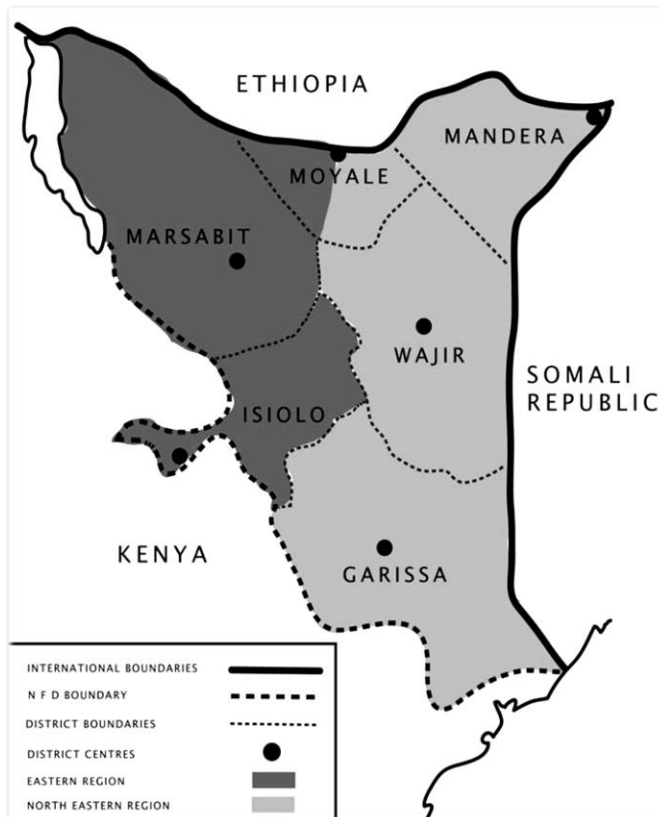 ETHIOPIA
MANDERA
MOYALE
MARSABIT
WAJIR
SOMALI
REPUBLIC
ISIOLO
KENYA
GARISSA
INTERNATIONAL BOUNDARIES
N F D BOUNDARY
DISTRICT BOUNDARIES
DISTRICT CENTRES
EASTERN REGION
NORTH EASTERN REGION